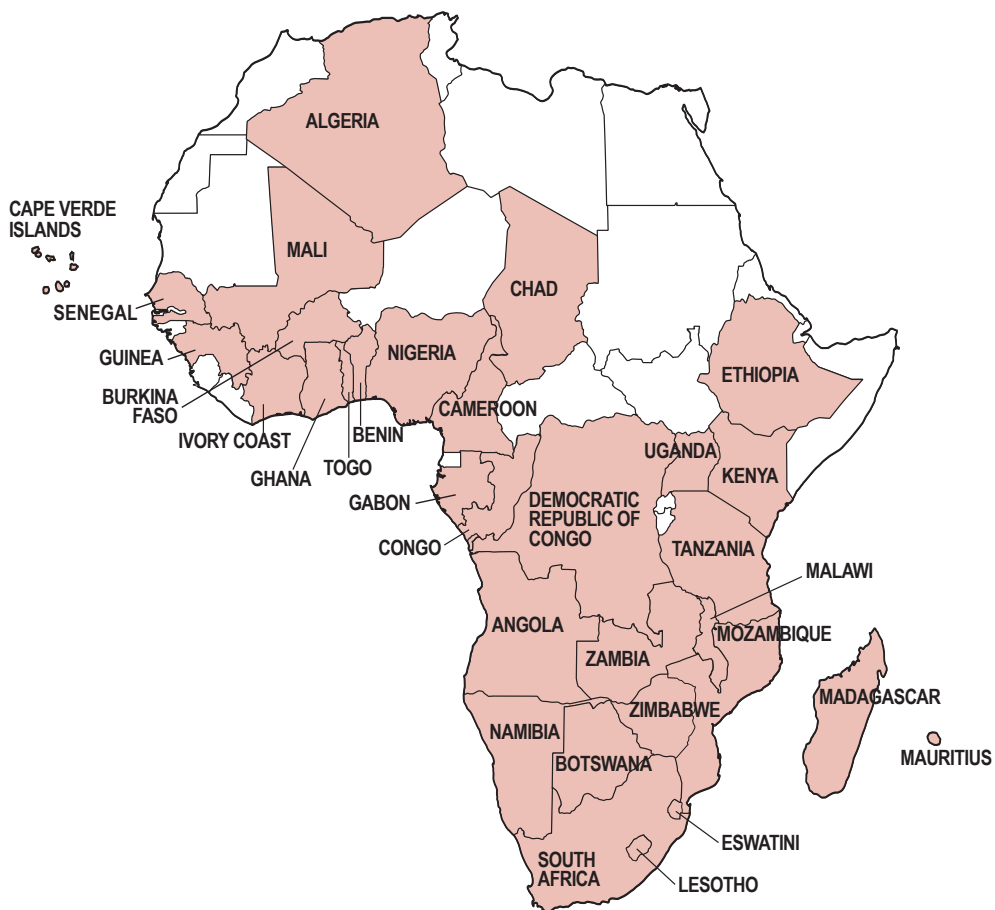 ALGERIA
CAPE VERDE
ISLANDS
MALI
CHAD
SENEGAL
GUINEA
NIGERIA
ETHIOPIA
BURKINA
FASO
CAMEROON
IVORY COAST
BENIN
UGANDA
GHANA
TOGO
KENYA
GABON
DEMOCRATIC
REPUBLIC OF
CONGO
CONGO
TANZANIA
MALAWI
ANGOLA
MOZAMBIQUE
ZAMBIA
MADAGASCAR
ZIMBABWE
NAMIBIA
MAURITIUS
BOTSWANA
ESWATINI
SOUTH
AFRICA
LESOTHO